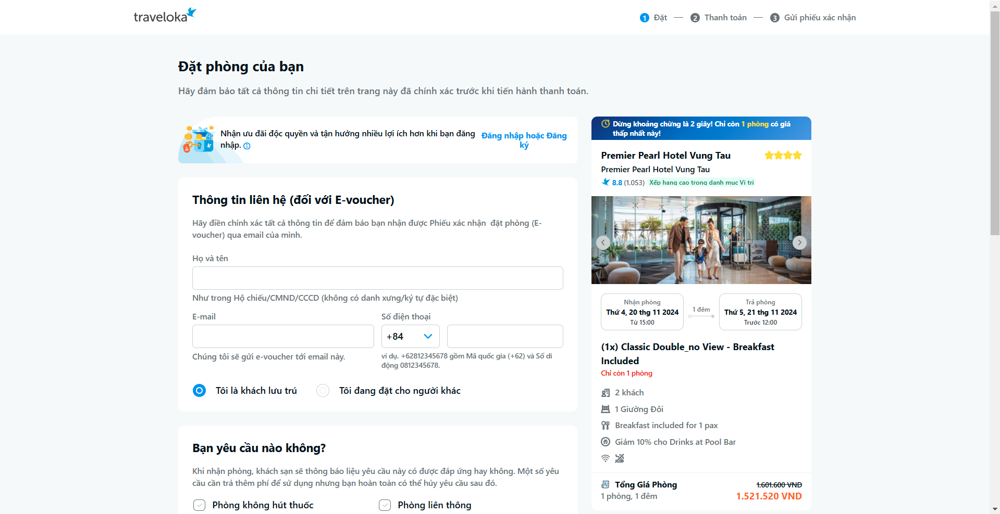 traveloka
1 Đặt — 2 Thanh toán — 3 Gửi phiếu xác nhận
Đặt phòng của bạn
Hãy đảm bảo tất cả thông tin chi tiết trên trang này đã chính xác trước khi tiến hành thanh toán.
Nhận ưu đãi độc quyền và tận hưởng nhiều lợi ích hơn khi bạn đăng
nhập.
Đăng nhập hoặc Đăng
ký
Thông tin liên hệ (đối với E-voucher)
Hãy điền chính xác tất cả thông tin để đảm bảo bạn nhận được Phiếu xác nhận đặt phòng (E-
voucher) qua email của mình.
Họ và tên
Như trong Hộ chiếu/CMND/CCCD (không có danh xưng/ký tự đặc biệt)
E-mail
Chúng tôi sẽ gửi e-voucher tới email này.
Số điện thoại
+84
ví dụ. +62812345678 gồm Mã quốc gia (+62) và Số di
động 0812345678.
Tôi là khách lưu trú
Tôi đang đặt cho người khác
Bạn yêu cầu nào không?
Khi nhận phòng, khách sạn sẽ thông báo liệu yêu cầu này có được đáp ứng hay không. Một số yêu
cầu cần trả thêm phí để sử dụng nhưng bạn hoàn toàn có thể hủy yêu cầu sau đó.
Phòng không hút thuốc
Phòng liên thông
Dừng khoảng chừng là 2 giây! Chỉ còn 1 phòng có giá
thấp nhất này!
Premier Pearl Hotel Vung Tau
Premier Pearl Hotel Vung Tau
8.8 (1.053) Xếp hạng cao trong danh mục Vị trí
Nhận phòng
Thứ 4, 20 thg 11 2024
Từ 15:00
1 đêm
Trả phòng
Thứ 5, 21 thg 11 2024
Trước 12:00
(1x) Classic Double_no View - Breakfast
Included
Chỉ còn 1 phòng
2 khách
1 Giường Đôi
Breakfast included for 1 pax
Giảm 10% cho Drinks at Pool Bar
Tổng Giá Phòng
1.601.600 VND
1 phòng, 1 đêm
1.521.520 VND